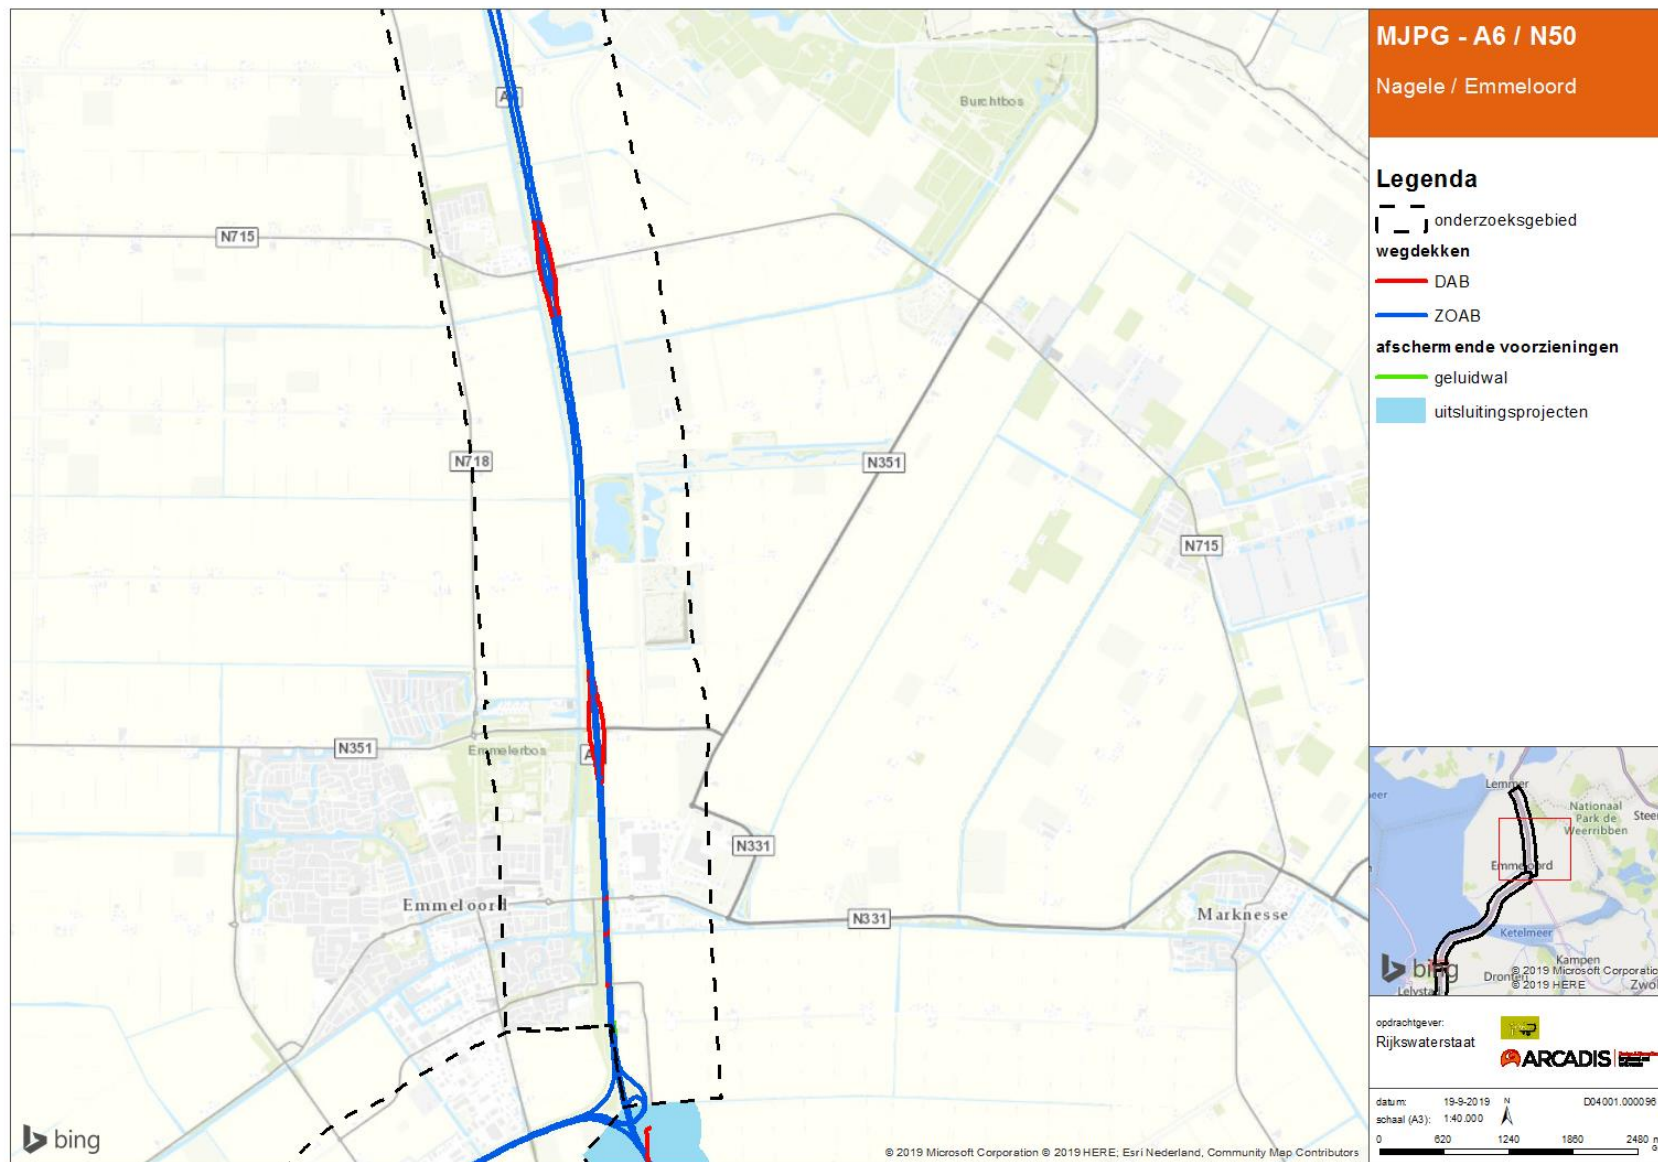 MJPG - A6 / N50
Nagele / Emmeloord
Legenda
onderzoeksgebied
wegdekken
DAB
ZOAB
afschermende voorzieningen
geluidwal
uitsluitingsprojecten
Burchtbos
N715
N718
N351
N715
N351
Emmelerbos
N331
Emmeloord
N331
Marknesse
bing
© 2019 Microsoft Corporation © 2019 HERE; Esri Nederland, Community Map Contributors
Lemmer
Nationaal
Park de
Weerribben
Emmeloord
Ketelmeer
Kampen
Dronten
Lelystad
bing
© 2019 Microsoft Corporatio
© 2019 HERE
opdrachtgever:
Rijkswaterstaat
ARCADIS
datum: 19-9-2019 N D04001.000096
schaal (A3): 1:40.000
0 620 1240 1860 2480